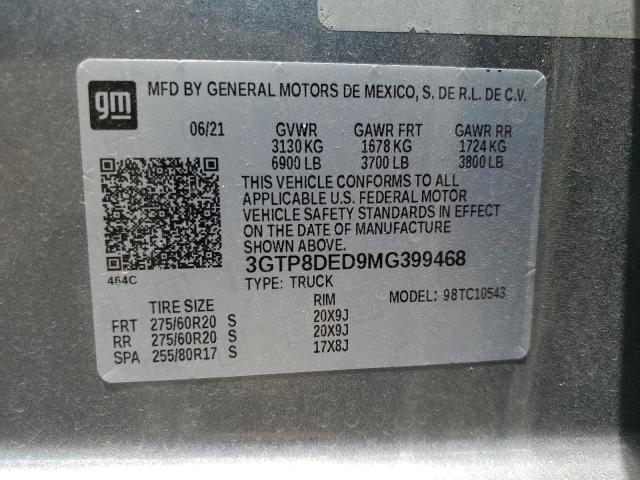 gm
MFD BY GENERAL MOTORS DE MEXICO, S. DE R.L. DE C.V.
06/21 GVWR GAWR FRT GAWR RR
3130 KG 1678 KG 1724 KG
6900 LB 3700 LB 3800 LB
THIS VEHICLE CONFORMS TO ALL
APPLICABLE U.S. FEDERAL MOTOR
VEHICLE SAFETY STANDARDS IN EFFECT
ON THE DATE OF MANUFACTURE
SHOWN ABOVE.
3GTP8DED9MG399468
464C
TYPE: TRUCK
MODEL: 98TC10543
TIRE SIZE RIM
FRT 275/60R20 S 20X9J
RR 275/60R20 S 20X9J
SPA 255/80R17 S 17X8J